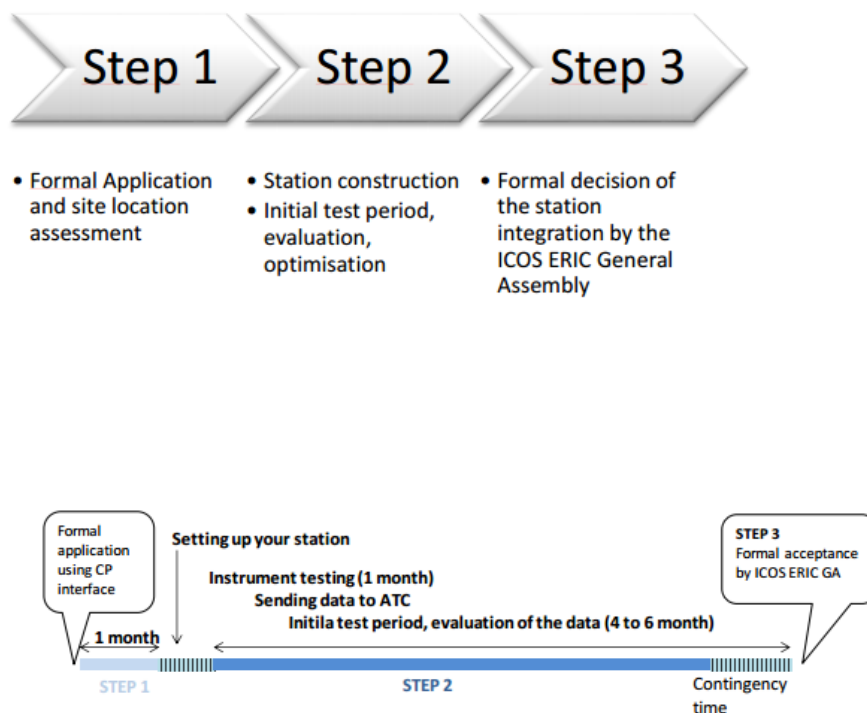 Step 1
Step 2
Step 3
• Formal Application
and site location
assessment
• Station construction
• Initial test period,
evaluation,
optimisation
• Formal decision of
the station
integration by the
ICOS ERIC General
Assembly
Formal
application
using CP
interface
Setting up your station
Instrument testing (1 month)
Sending data to ATC
Initila test period, evaluation of the data (4 to 6 month)
STEP 3
Formal acceptance
by ICOS ERIC GA
1 month
STEP 1
STEP 2
Contingency
time